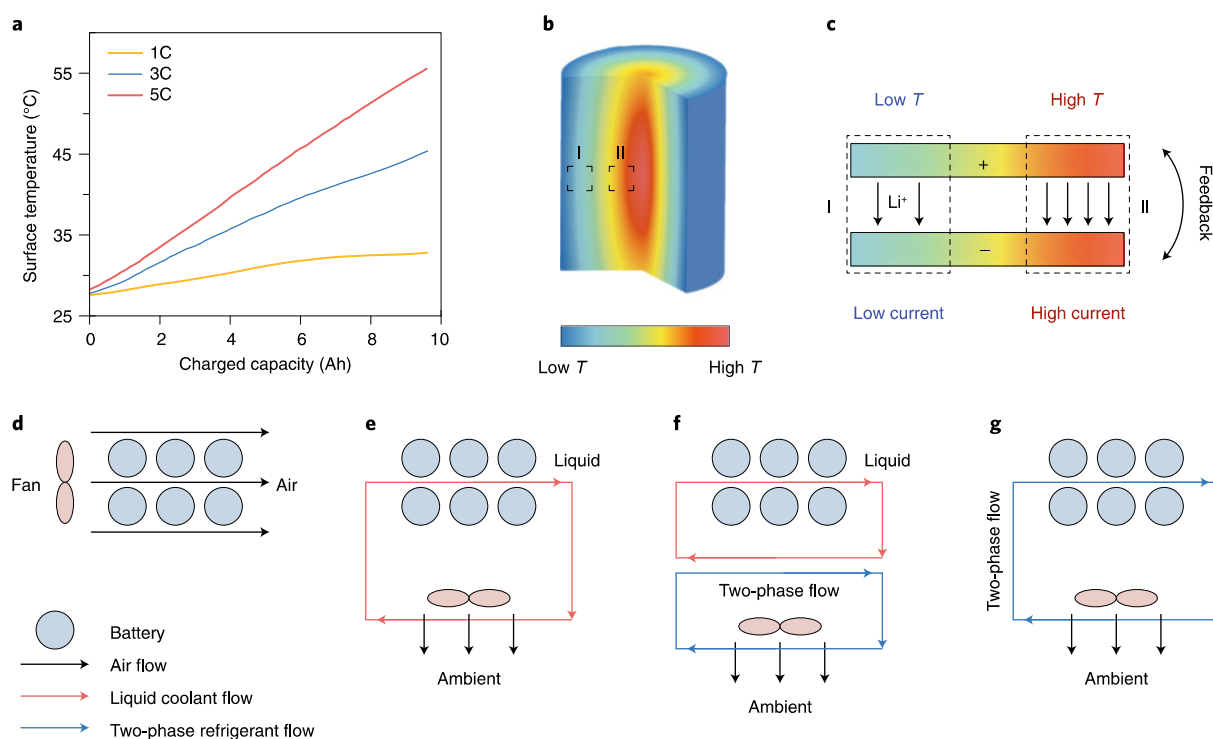 a
1C
3C
5C
55
45
35
25
Surface temperature (°C)
0
2
4
6
8
10
Charged capacity (Ah)
b
I
II
Low T
High T
c
Low T
High T
+
I
Li⁺
II
Feedback
–
Low current
High current
d
Fan
Air
Battery
Air flow
Liquid coolant flow
Two-phase refrigerant flow
e
Liquid
Ambient
f
Liquid
Two-phase flow
Ambient
g
Two-phase flow
Ambient